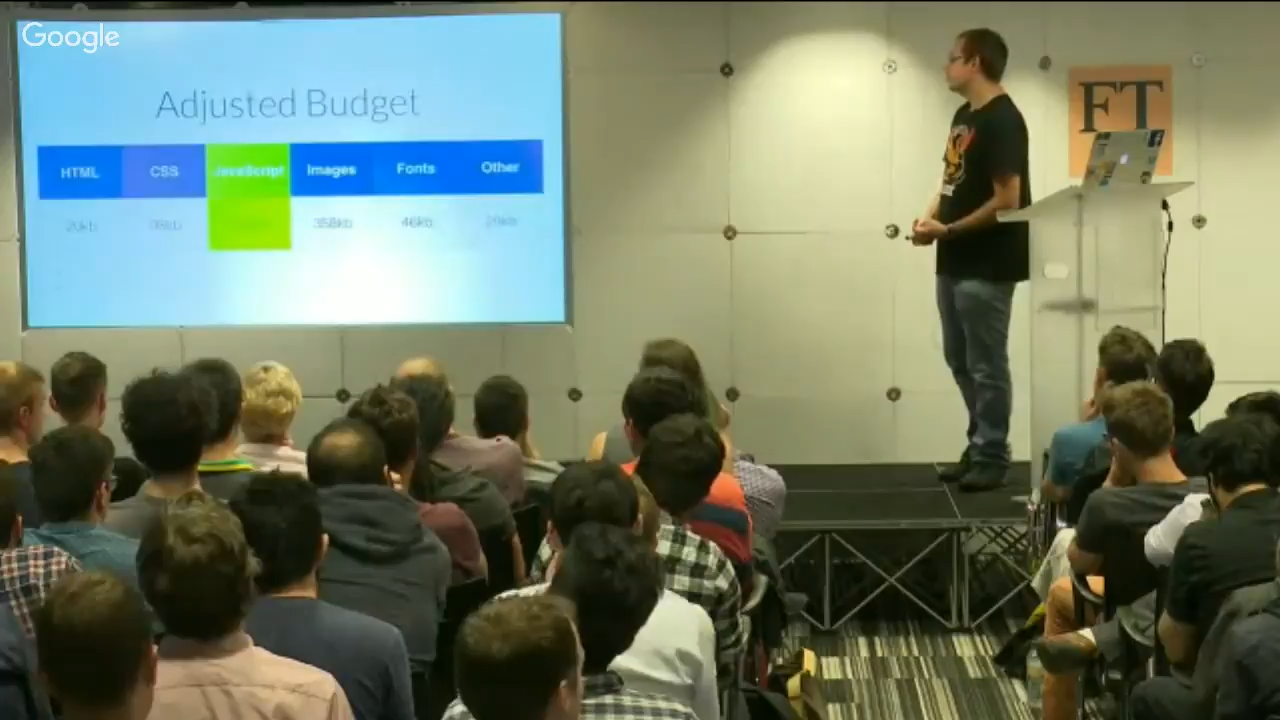 Google
Adjusted Budget
HTML CSS JavaScript Images Fonts Other
358kb 46kb
FT